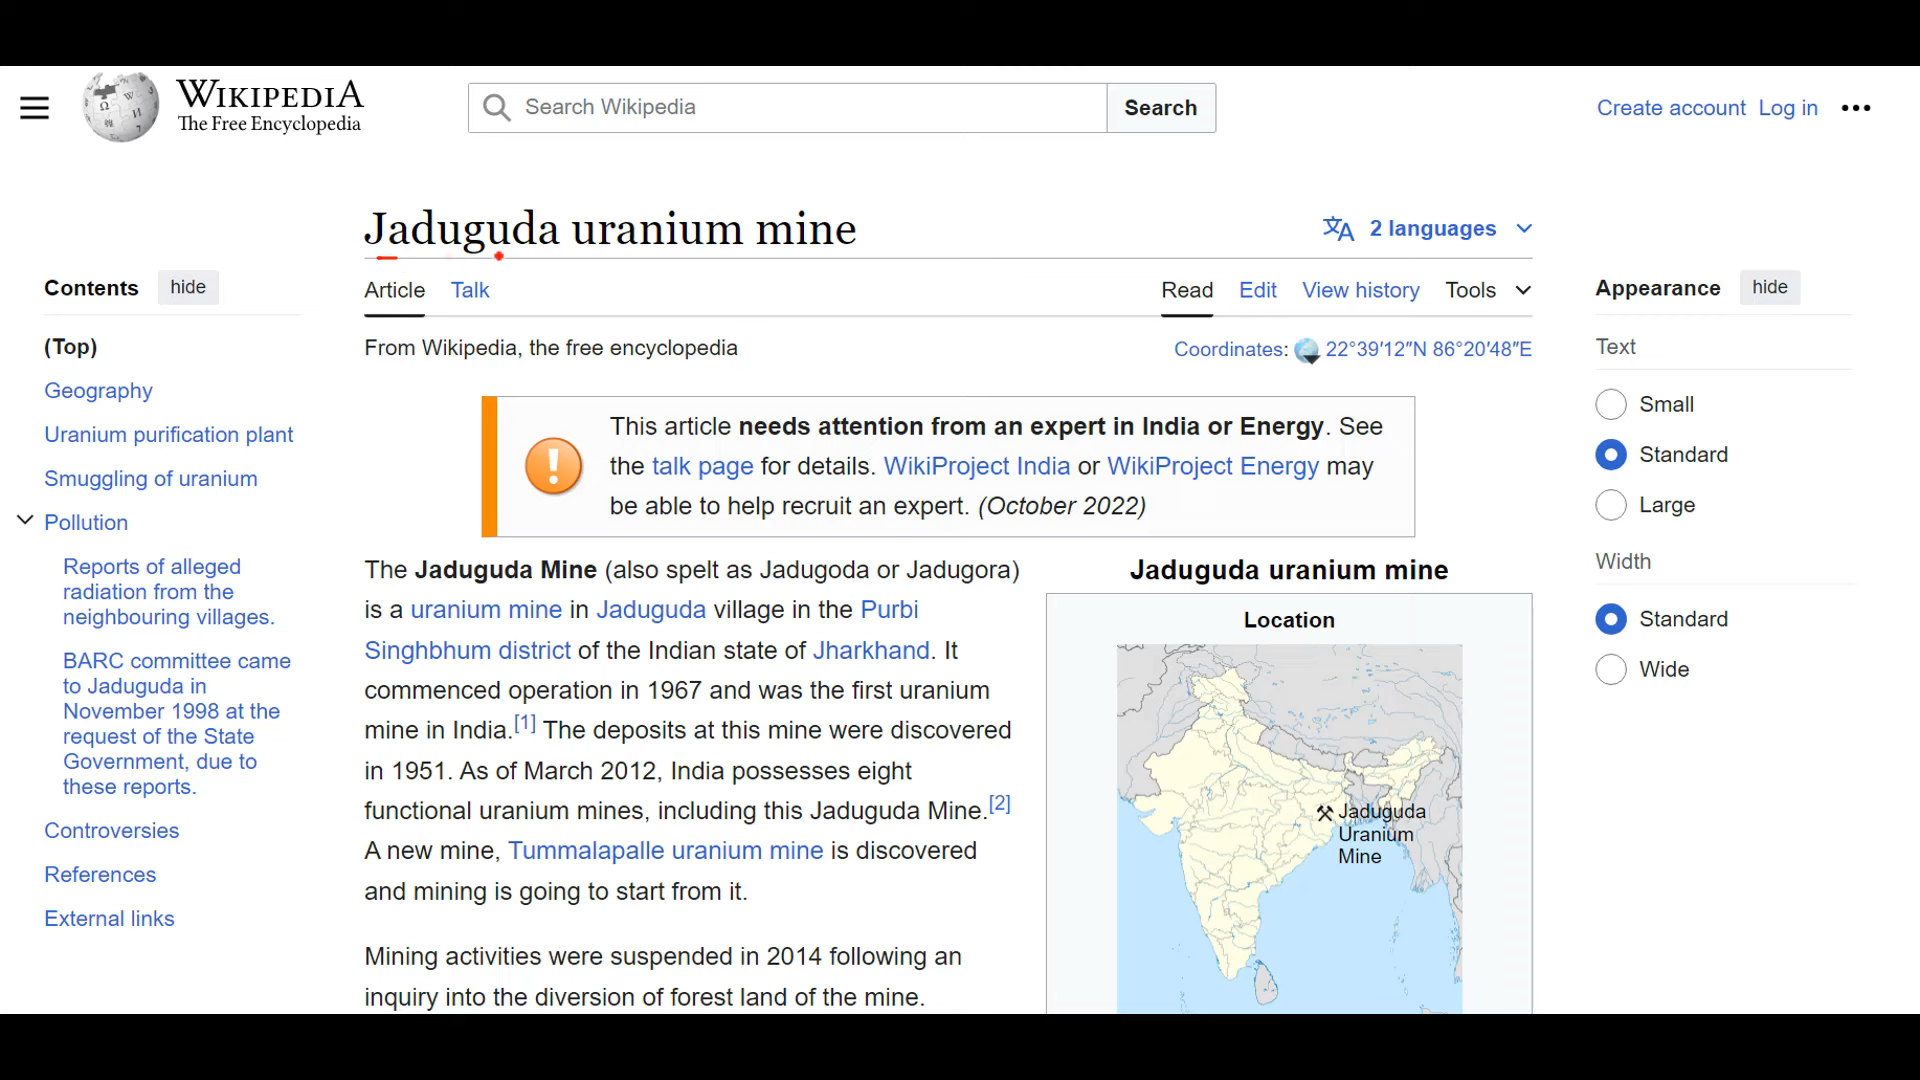 WIKIPEDIA
The Free Encyclopedia
Search Wikipedia
Search
Create account Log in
Jaduguda uranium mine
2 languages
Contents hide
(Top)
Geography
Uranium purification plant
Smuggling of uranium
Pollution
Reports of alleged
radiation from the
neighbouring villages.
BARC committee came
to Jaduguda in
November 1998 at the
request of the State
Government, due to
these reports.
Controversies
References
External links
Article Talk
Read Edit View history Tools
From Wikipedia, the free encyclopedia
Coordinates: 22°39′12″N 86°20′48″E
This article needs attention from an expert in India or Energy. See
the talk page for details. WikiProject India or WikiProject Energy may
be able to help recruit an expert. (October 2022)
The Jaduguda Mine (also spelt as Jadugoda or Jadugora)
is a uranium mine in Jaduguda village in the Purbi
Singhbhum district of the Indian state of Jharkhand. It
commenced operation in 1967 and was the first uranium
mine in India.[1] The deposits at this mine were discovered
in 1951. As of March 2012, India possesses eight
functional uranium mines, including this Jaduguda Mine.[2]
A new mine, Tummalapalle uranium mine is discovered
and mining is going to start from it.
Mining activities were suspended in 2014 following an
inquiry into the diversion of forest land of the mine.
Jaduguda uranium mine
Location
Jaduguda
Uranium
Mine
Appearance hide
Text
Small
Standard
Large
Width
Standard
Wide